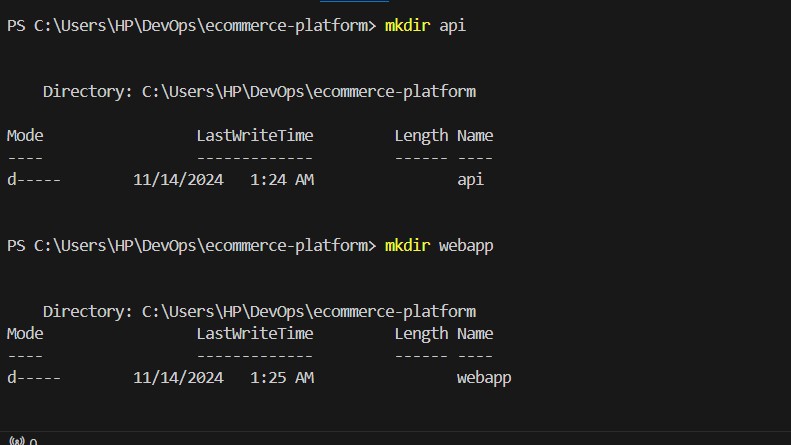 PS C:\Users\HP\DevOps\ecommerce-platform> mkdir api
Directory: C:\Users\HP\DevOps\ecommerce-platform
Mode LastWriteTime Length Name
---- ------------- ------ ----
d----- 11/14/2024 1:24 AM api
PS C:\Users\HP\DevOps\ecommerce-platform> mkdir webapp
Directory: C:\Users\HP\DevOps\ecommerce-platform
Mode LastWriteTime Length Name
---- ------------- ------ ----
d----- 11/14/2024 1:25 AM webapp
0